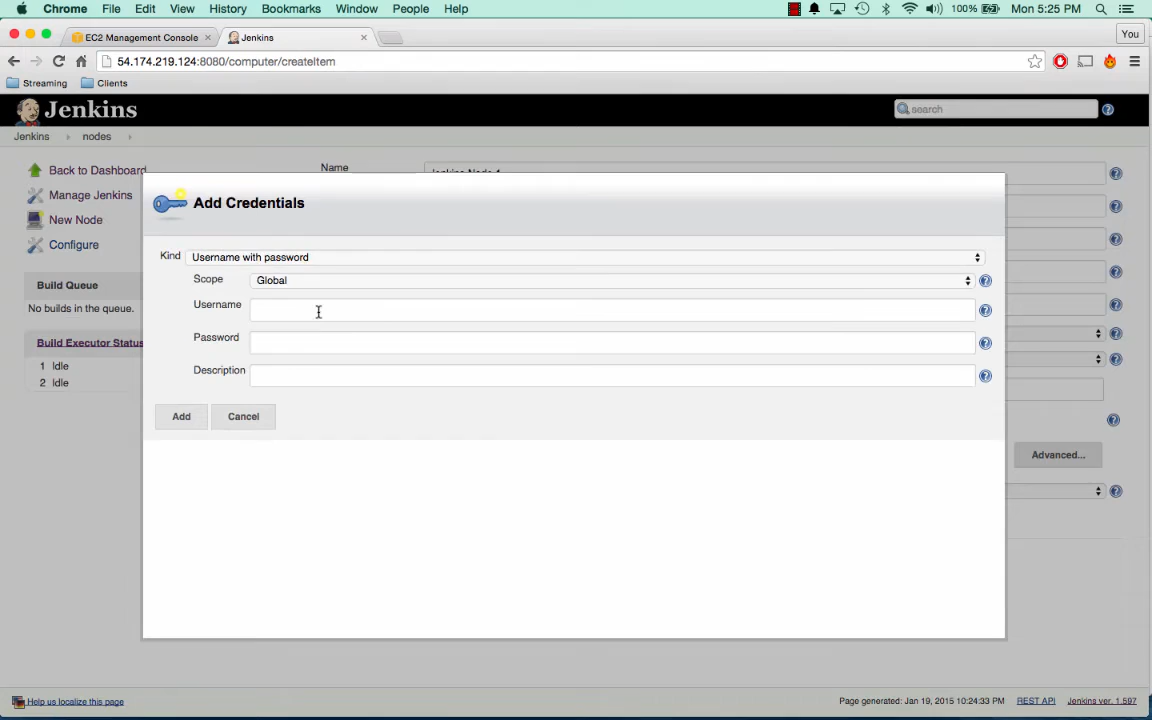 Chrome File Edit View History Bookmarks Window People Help 100% Mon 5:25 PM
EC2 Management Console × Jenkins × You
54.174.219.124:8080/computer/createItem
Streaming Clients
Jenkins search
Jenkins nodes
Back to Dashboard
Manage Jenkins
New Node
Configure
Build Queue
No builds in the queue.
Build Executor Status
1 Idle
2 Idle
Name
Add Credentials
Kind Username with password
Scope Global
Username
Password
Description
Add Cancel
Advanced...
Help us localize this page Page generated: Jan 19, 2015 10:24:33 PM REST API Jenkins ver. 1.597